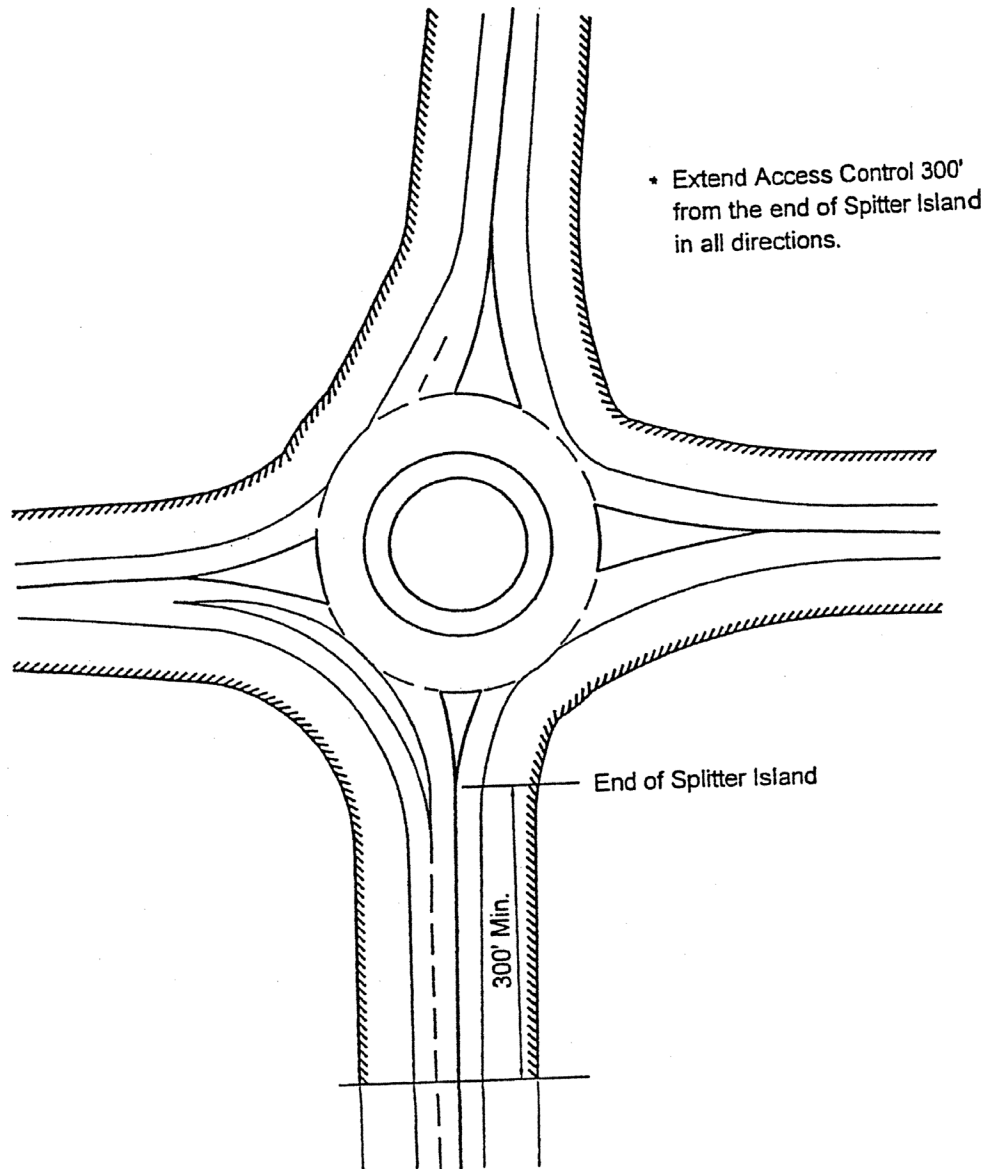 * Extend Access Control 300'
from the end of Spitter Island
in all directions.
End of Splitter Island
300' Min.